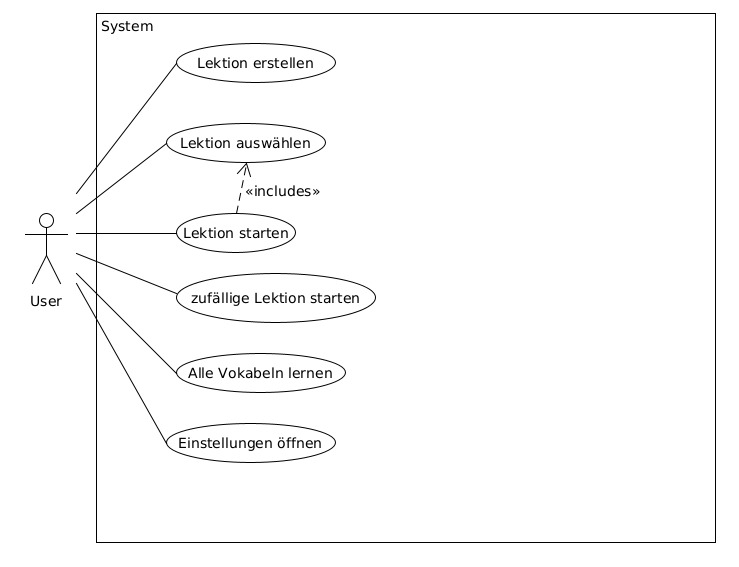 System
Lektion erstellen
Lektion auswählen
«includes»
Lektion starten
zufällige Lektion starten
User
Alle Vokabeln lernen
Einstellungen öffnen